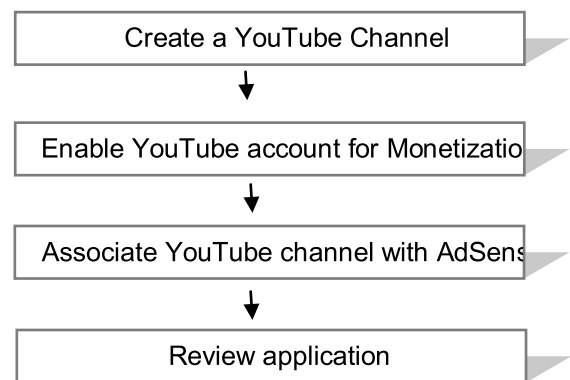 Create a YouTube Channel
Enable YouTube account for Monetizatio
Associate YouTube channel with AdSens
Review application